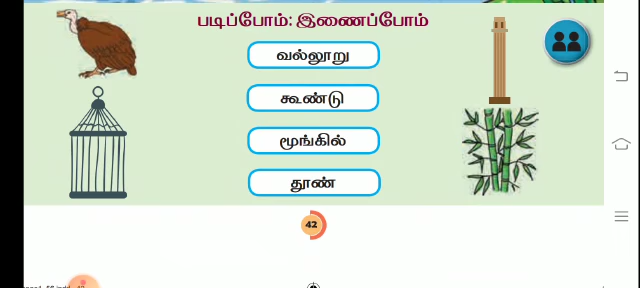 படிப்போம்: இணைப்போம்
வல்லூறு
கூண்டு
மூங்கில்
தூண்
42